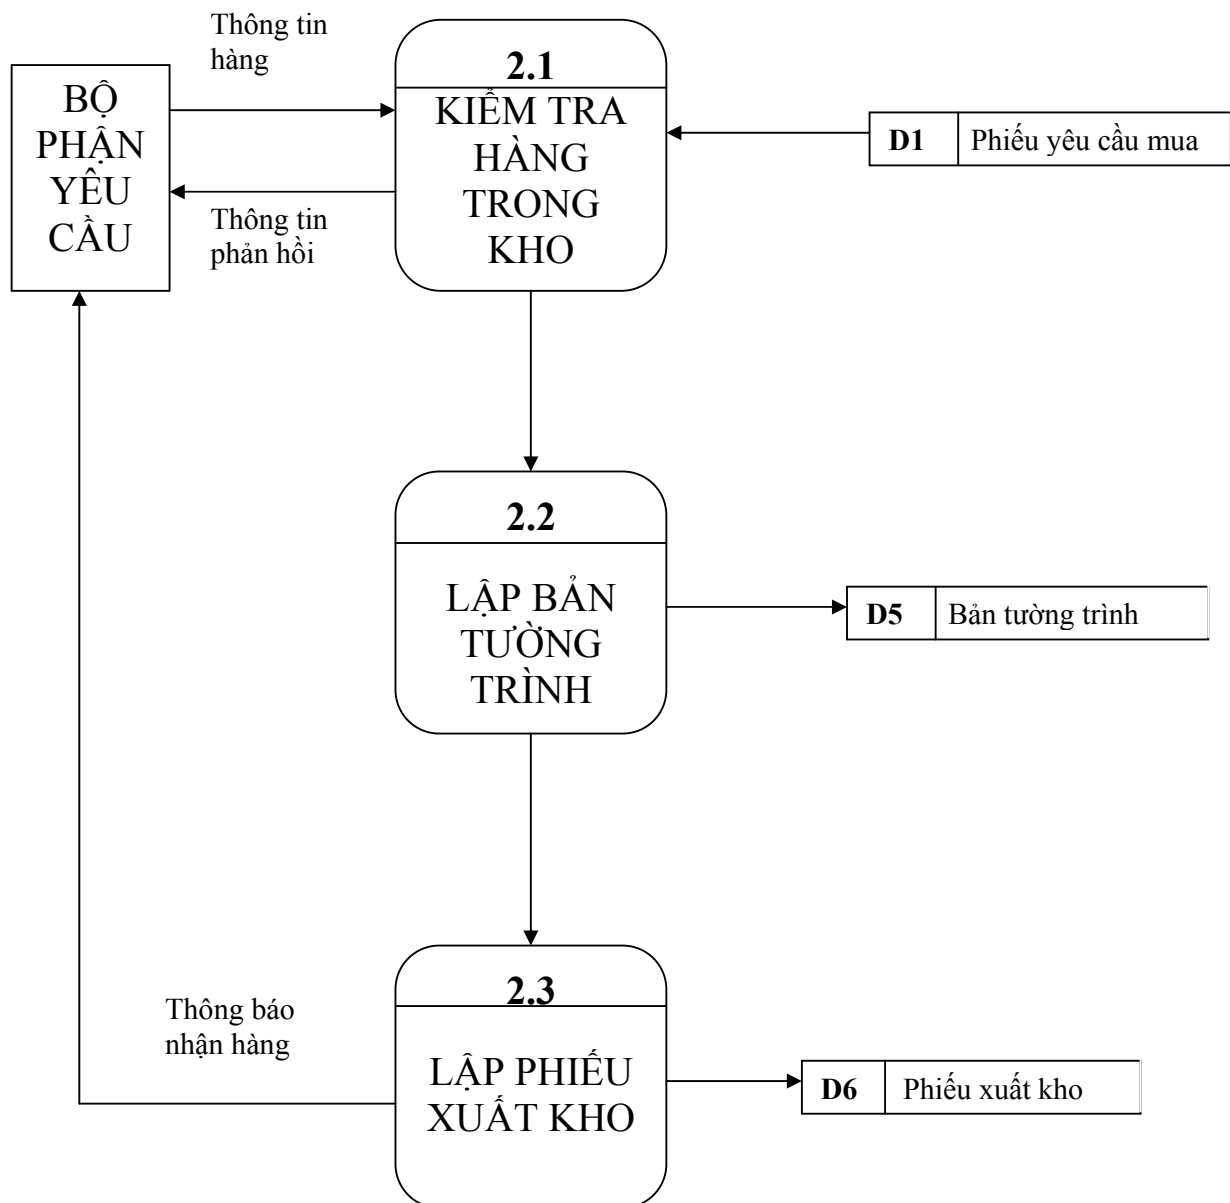 Thông tin
hàng
BỘ
PHẬN
YÊU
CẦU
Thông tin
phản hồi
2.1
KIỂM TRA
HÀNG
TRONG
KHO
D1 Phiếu yêu cầu mua
2.2
LẬP BẢN
TƯỜNG
TRÌNH
D5 Bản tường trình
Thông báo
nhận hàng
2.3
LẬP PHIẾU
XUẤT KHO
D6 Phiếu xuất kho